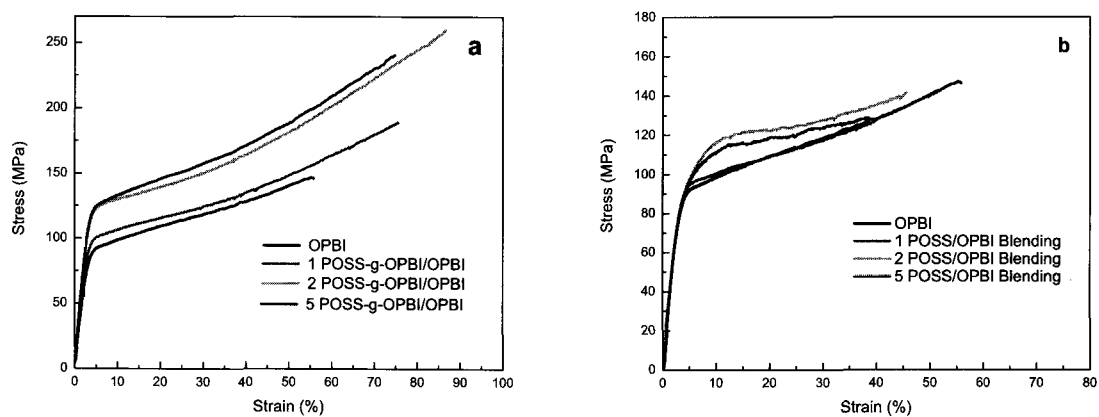 a
250
200
150
100
50
0
Stress (MPa)
OPBI
1 POSS-g-OPBI/OPBI
2 POSS-g-OPBI/OPBI
5 POSS-g-OPBI/OPBI
0 10 20 30 40 50 60 70 80 90 100
Strain (%)
b
180
160
140
120
100
80
60
40
20
0
Stress (MPa)
OPBI
1 POSS/OPBI Blending
2 POSS/OPBI Blending
5 POSS/OPBI Blending
0 10 20 30 40 50 60 70 80
Strain (%)